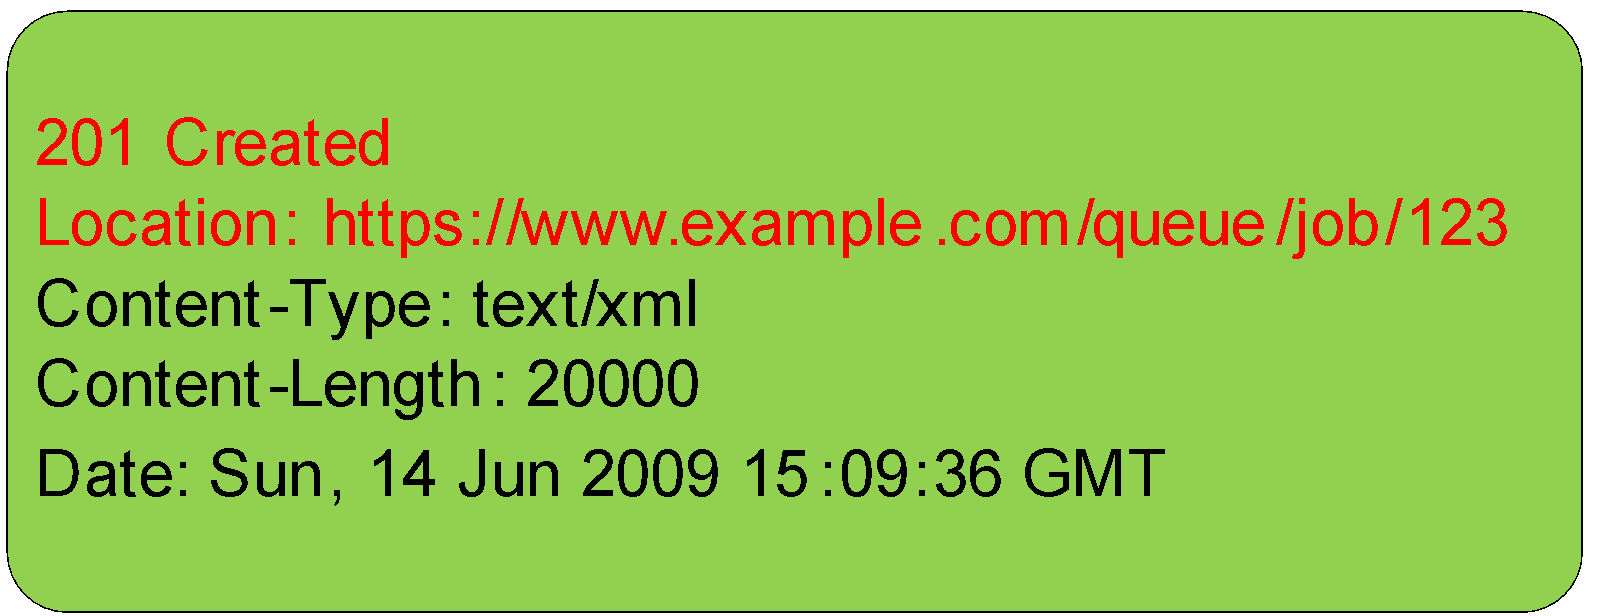 201 Created
Location: https://www.example.com/queue/job/123
Content-Type: text/xml
Content-Length: 20000
Date: Sun, 14 Jun 2009 15:09:36 GMT